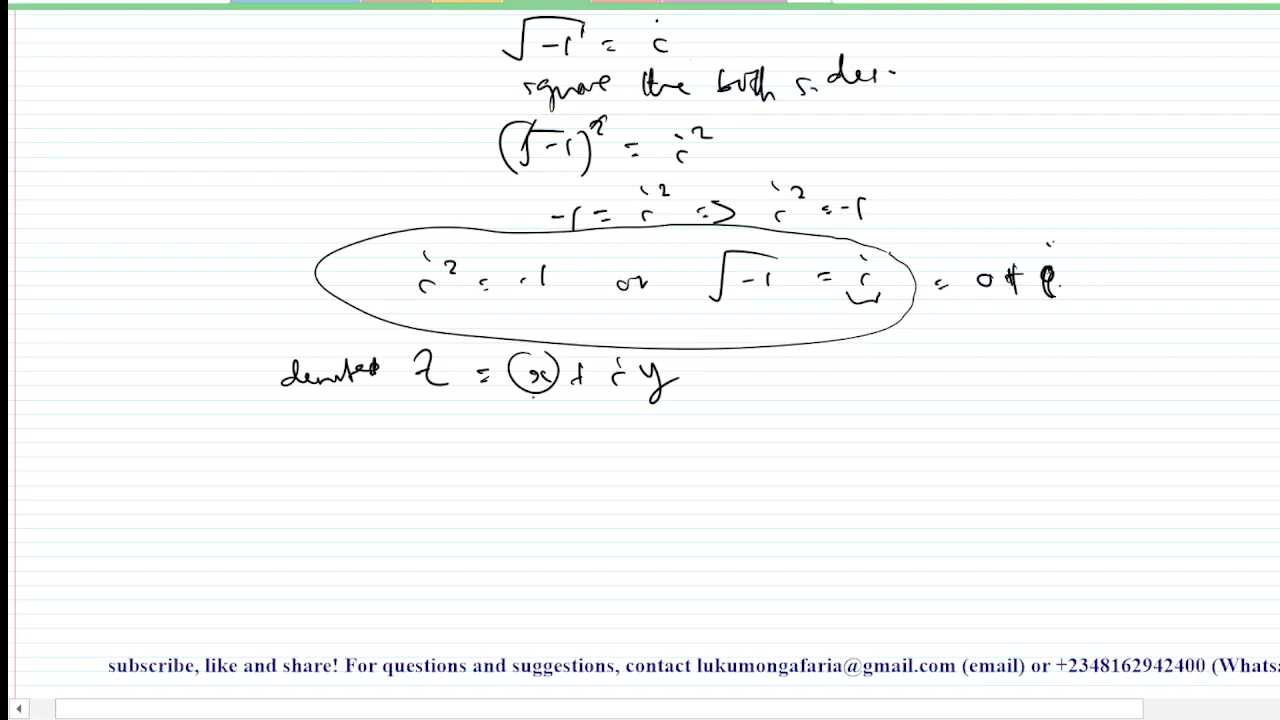 √-1 = i
square the both sides.
(√-1)² = i²
-1 = i² => i² = -1
i² = -1 or √-1 = i = 0 + i
denoted Z = x + iy
subscribe, like and share! For questions and suggestions, contact lukumongafaria@gmail.com (email) or +2348162942400 (Whatsa